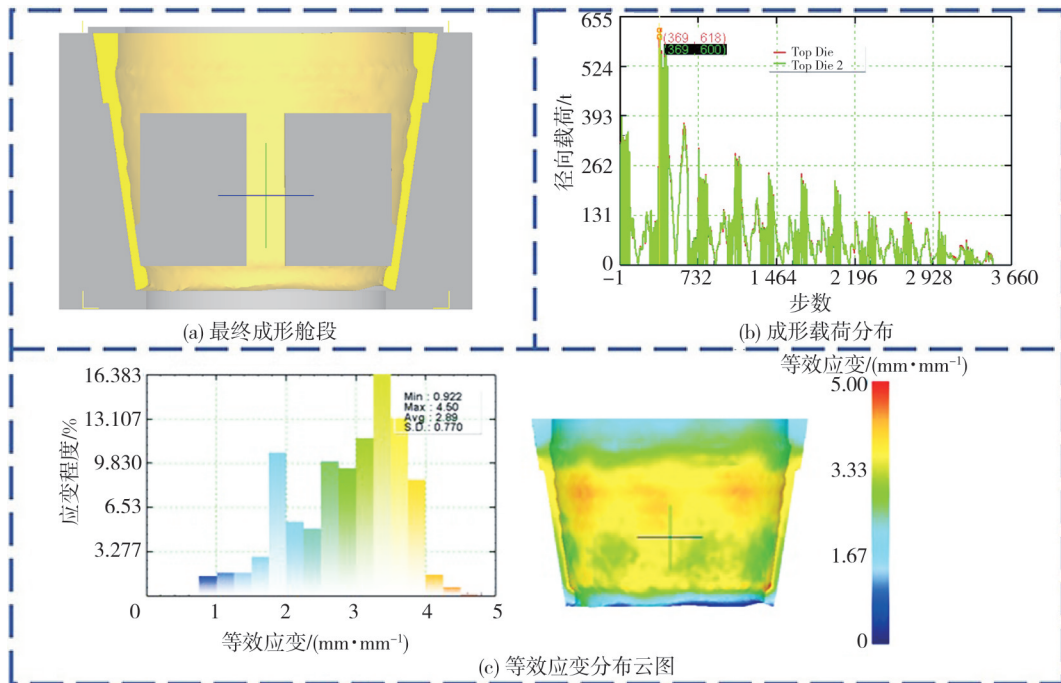 (a) 最终成形舱段
655
524
393
262
131
0
径向载荷/t
(369 , 618)
(369 , 600)
Top Die
Top Die 2
−1
732
1 464
2 196
2 928
3 660
步数
(b) 成形载荷分布
16.383
13.107
9.830
6.53
3.277
应变程度/%
Min : 0.922
Max : 4.50
Avg : 2.89
S.D.: 0.770
0
1
2
3
4
5
等效应变/(mm·mm⁻¹)
等效应变/(mm·mm⁻¹)
5.00
3.33
1.67
0
(c) 等效应变分布云图